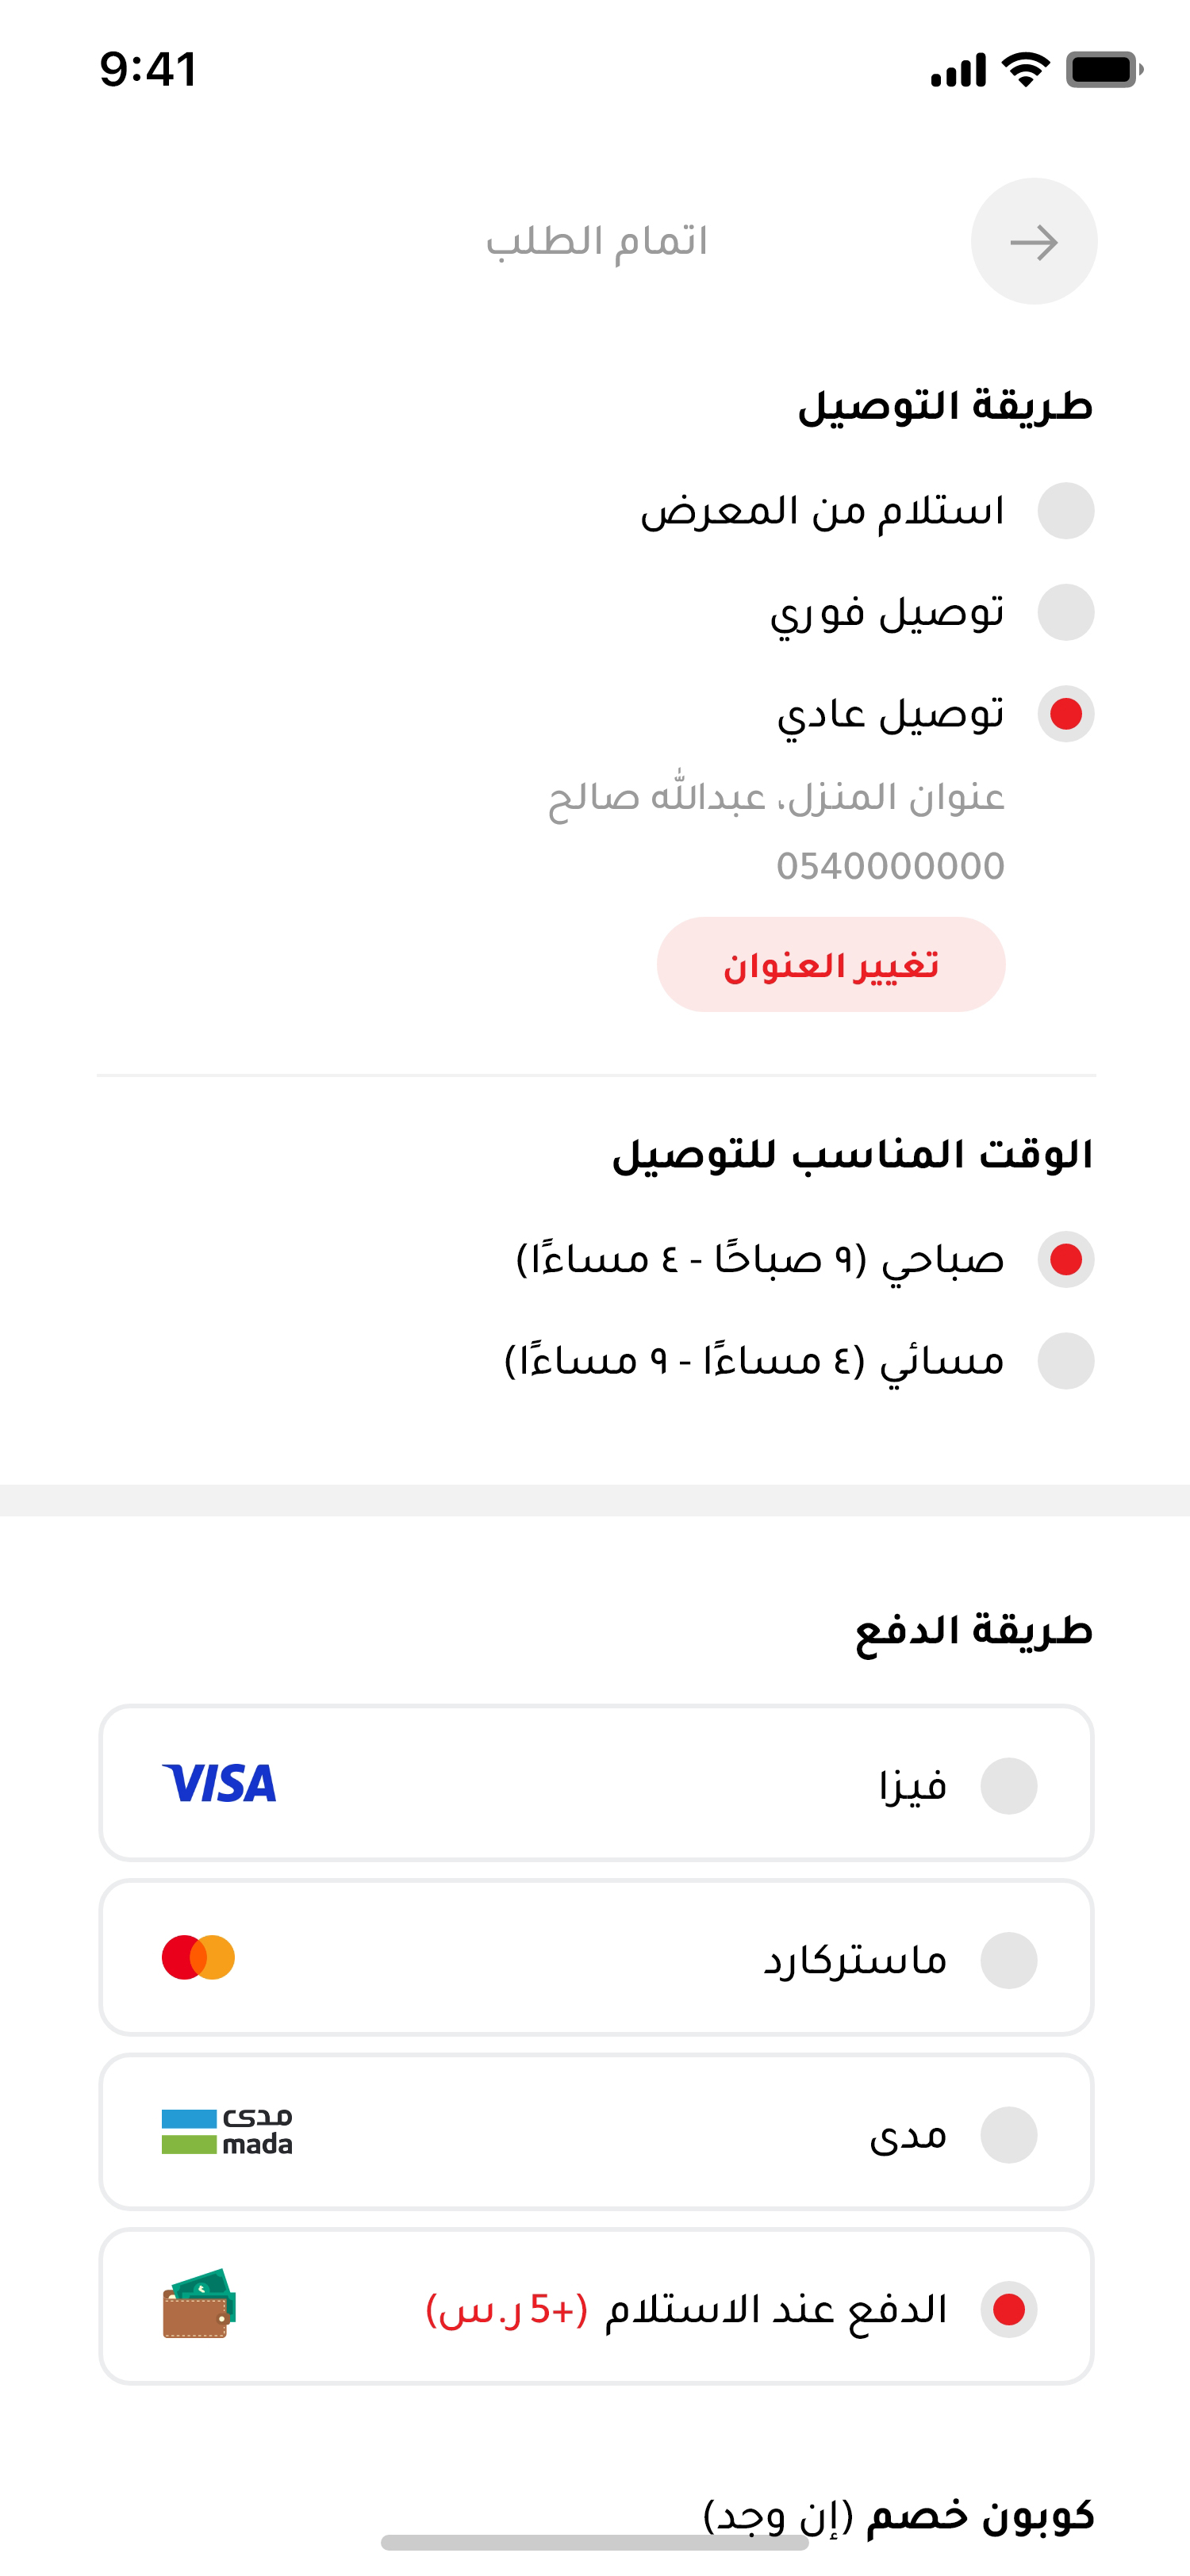 9:41
اتمام الطلب
طريقة التوصيل
استلام من المعرض
توصيل فوري
توصيل عادي
عنوان المنزل، عبدالله صالح
0540000000
تغيير العنوان
الوقت المناسب للتوصيل
صباحي (٩ صباحًا - ٤ مساءًا)
مسائي (٤ مساءًا - ٩ مساءًا)
طريقة الدفع
فيزا VISA
ماستركارد
مدى مدى
mada
الدفع عند الاستلام (+5 ر.س)
كوبون خصم (إن وجد)